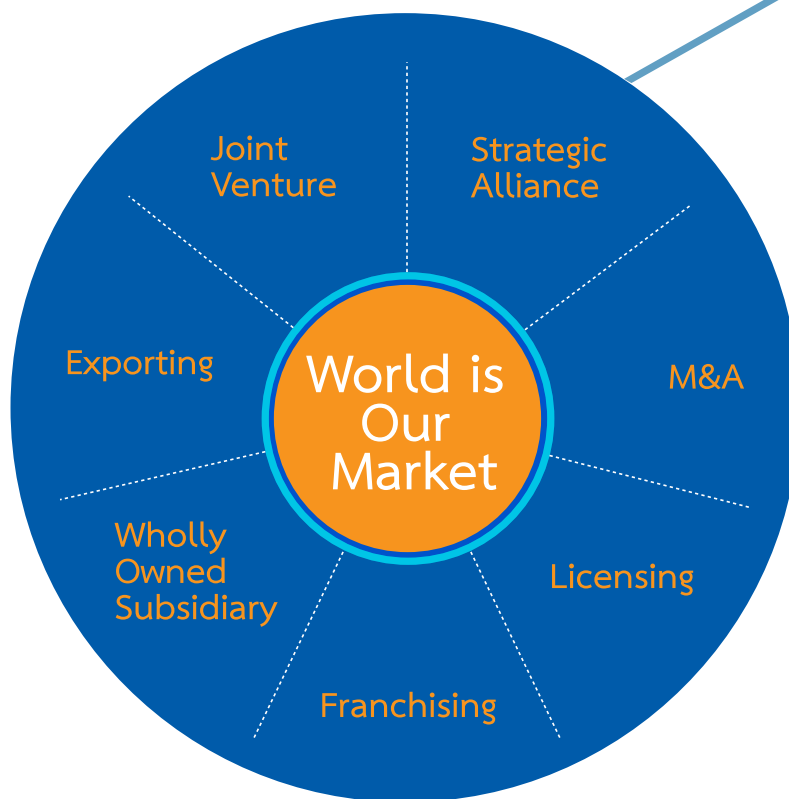 Joint
Venture
Strategic
Alliance
Exporting
World is
Our
Market
M&A
Wholly
Owned
Subsidiary
Licensing
Franchising